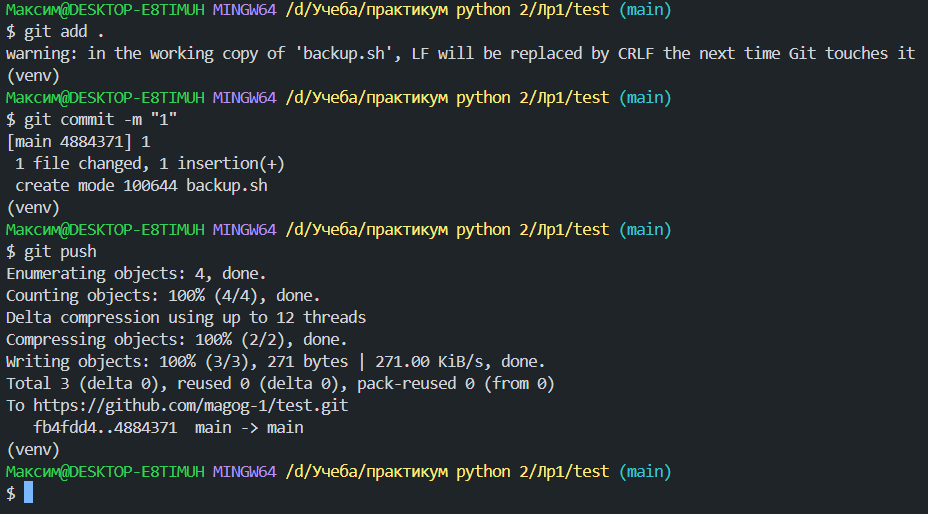 Максим@DESKTOP-E8TIMUH MINGW64 /d/Учеба/практикум python 2/Лр1/test (main)
$ git add .
warning: in the working copy of 'backup.sh', LF will be replaced by CRLF the next time Git touches it
(venv)
Максим@DESKTOP-E8TIMUH MINGW64 /d/Учеба/практикум python 2/Лр1/test (main)
$ git commit -m "1"
[main 4884371] 1
 1 file changed, 1 insertion(+)
 create mode 100644 backup.sh
(venv)
Максим@DESKTOP-E8TIMUH MINGW64 /d/Учеба/практикум python 2/Лр1/test (main)
$ git push
Enumerating objects: 4, done.
Counting objects: 100% (4/4), done.
Delta compression using up to 12 threads
Compressing objects: 100% (2/2), done.
Writing objects: 100% (3/3), 271 bytes | 271.00 KiB/s, done.
Total 3 (delta 0), reused 0 (delta 0), pack-reused 0 (from 0)
To https://github.com/magog-1/test.git
   fb4fdd4..4884371  main -> main
(venv)
Максим@DESKTOP-E8TIMUH MINGW64 /d/Учеба/практикум python 2/Лр1/test (main)
$